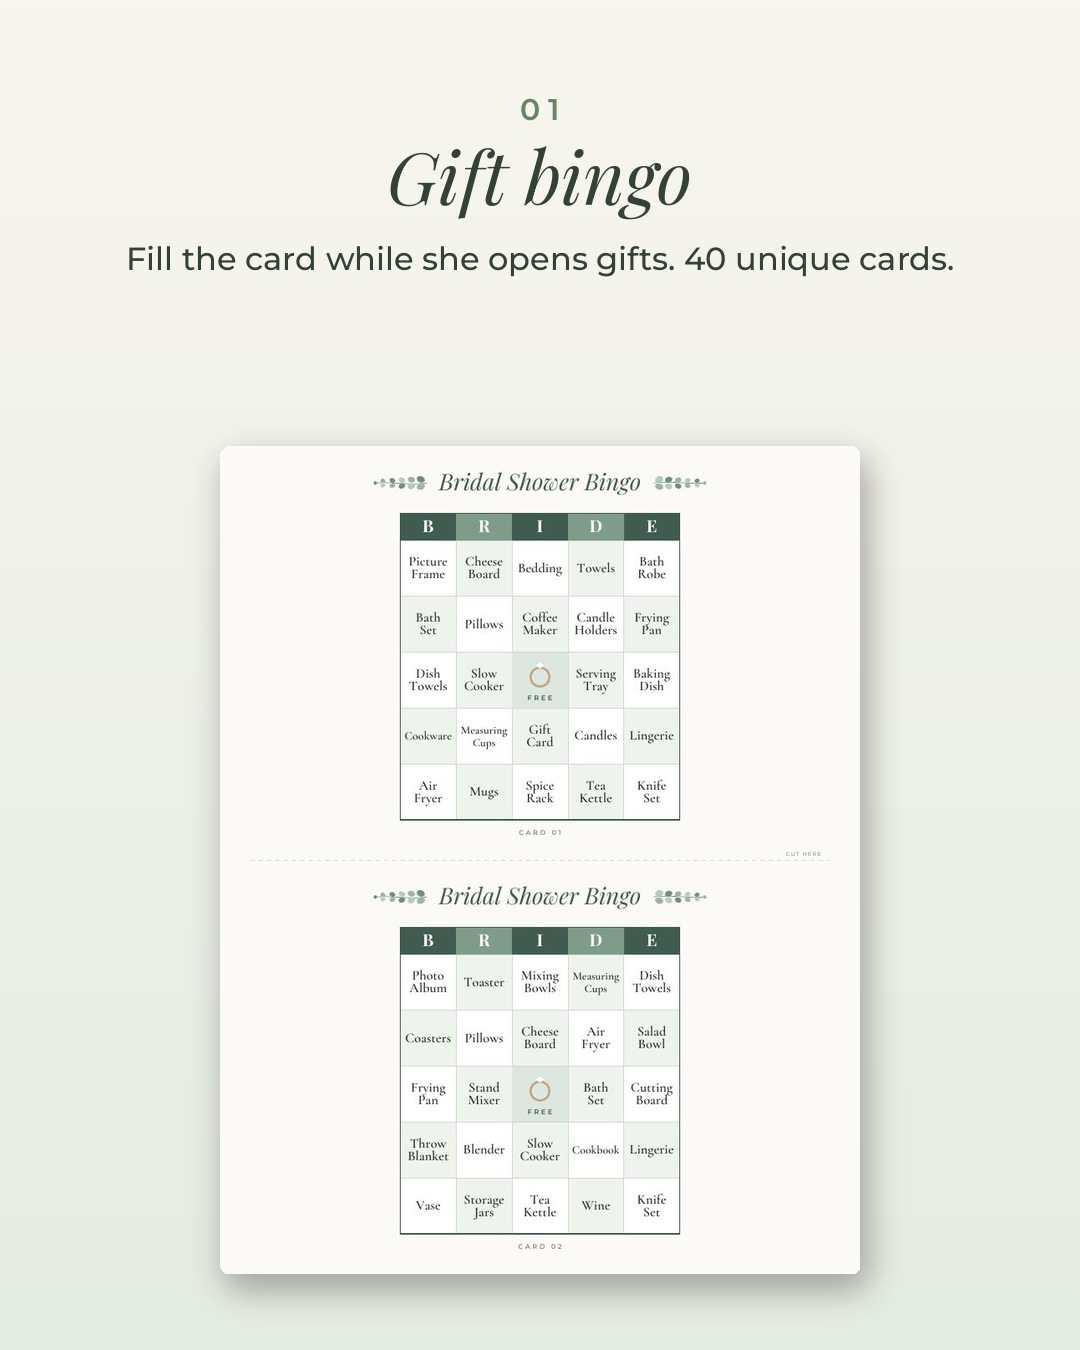 01
Gift bingo
Fill the card while she opens gifts. 40 unique cards.
Bridal Shower Bingo
B R I D E
Picture Frame Cheese Board Bedding Towels Bath Robe
Bath Set Pillows Coffee Maker Candle Holders Frying Pan
Dish Towels Slow Cooker FREE Serving Tray Baking Dish
Cookware Measuring Cups Gift Card Candles Lingerie
Air Fryer Mugs Spice Rack Tea Kettle Knife Set
CARD 01
CUT HERE
Bridal Shower Bingo
B R I D E
Photo Album Toaster Mixing Bowls Measuring Cups Dish Towels
Coasters Pillows Cheese Board Air Fryer Salad Bowl
Frying Pan Stand Mixer FREE Bath Set Cutting Board
Throw Blanket Blender Slow Cooker Cookbook Lingerie
Vase Storage Jars Tea Kettle Wine Knife Set
CARD 02